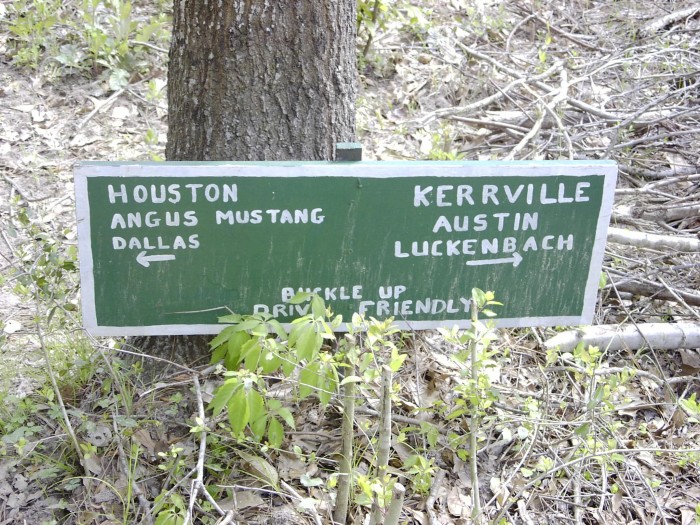 HOUSTON
ANGUS MUSTANG
DALLAS
KERRVILLE
AUSTIN
LUCKENBACH
BUCKLE UP
DRIVE FRIENDLY